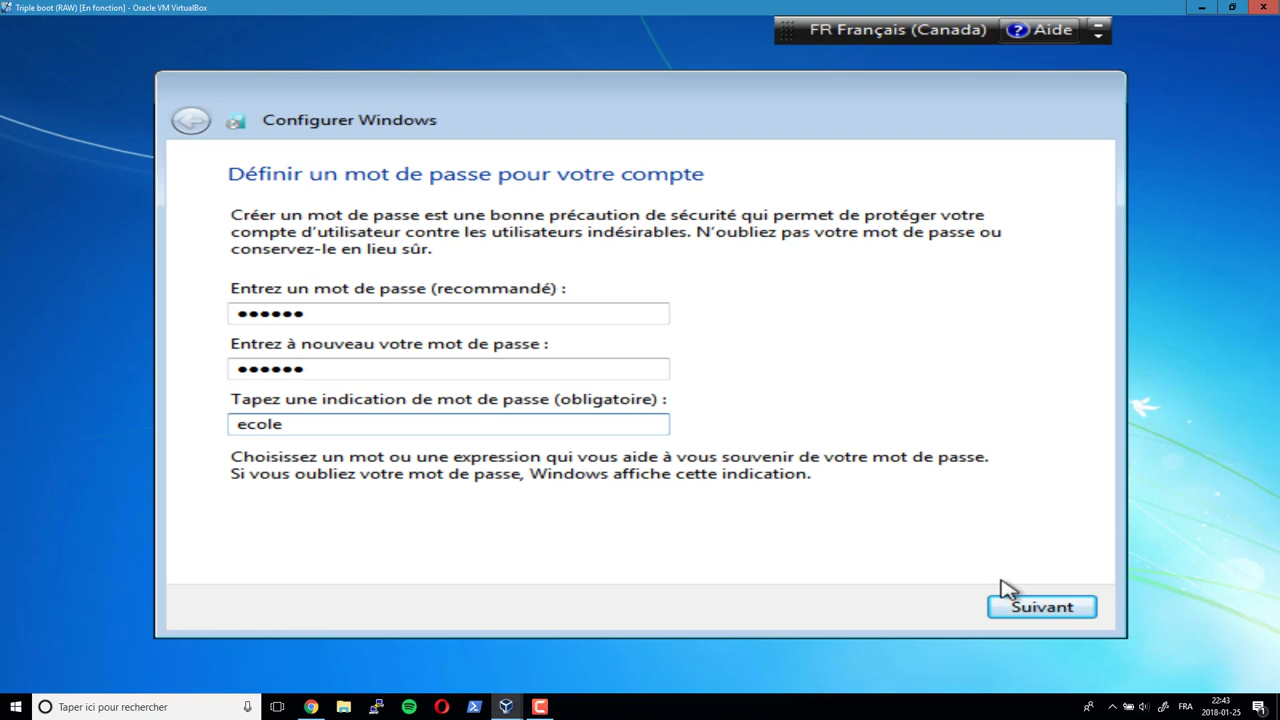 Triple boot (RAW) [En fonction] - Oracle VM VirtualBox
FR Français (Canada)
? Aide
Configurer Windows
Définir un mot de passe pour votre compte
Créer un mot de passe est une bonne précaution de sécurité qui permet de protéger votre
compte d'utilisateur contre les utilisateurs indésirables. N'oubliez pas votre mot de passe ou
conservez-le en lieu sûr.
Entrez un mot de passe (recommandé) :
●●●●●●
Entrez à nouveau votre mot de passe :
●●●●●●
Tapez une indication de mot de passe (obligatoire) :
ecole
Choisissez un mot ou une expression qui vous aide à vous souvenir de votre mot de passe.
Si vous oubliez votre mot de passe, Windows affiche cette indication.
Suivant
Taper ici pour rechercher
FRA
22:43
2018-01-25
1